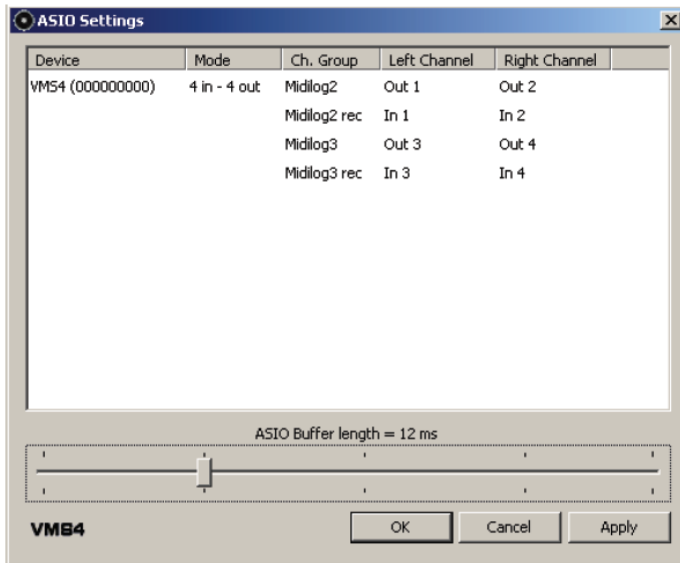 ASIO Settings
Device Mode Ch. Group Left Channel Right Channel
VMS4 (000000000) 4 in - 4 out Midilog2 Out 1 Out 2
Midilog2 rec In 1 In 2
Midilog3 Out 3 Out 4
Midilog3 rec In 3 In 4
ASIO Buffer length = 12 ms
VMS4 OK Cancel Apply